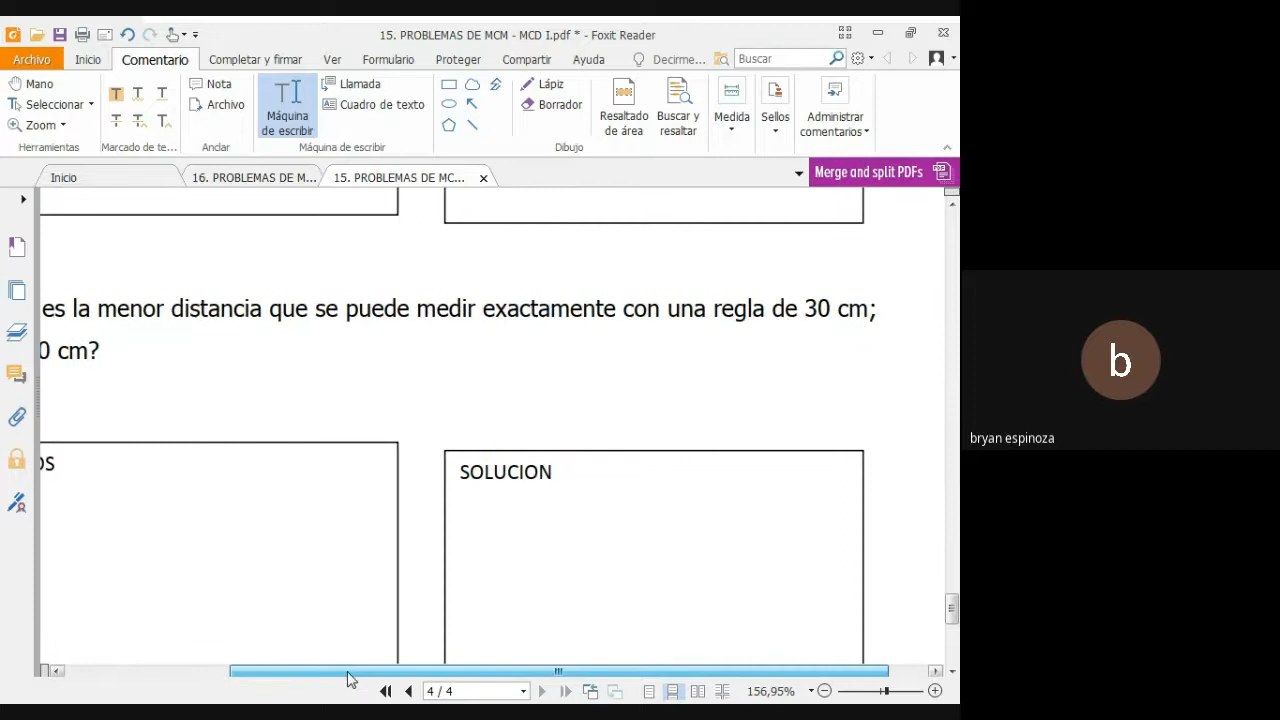 15. PROBLEMAS DE MCM - MCD I.pdf * - Foxit Reader
Archivo Inicio Comentario Completar y firmar Ver Formulario Proteger Compartir Ayuda Decirme... Buscar
Mano
Seleccionar
Zoom
Herramientas
Marcado de te...
Nota
Archivo
Anclar
Máquina
de escribir
Llamada
Cuadro de texto
Máquina de escribir
Lápiz
Borrador
Dibujo
Resaltado
de área
Buscar y
resaltar
Medida
Sellos
Administrar
comentarios
Inicio
16. PROBLEMAS DE M...
15. PROBLEMAS DE MC...
Merge and split PDFs
es la menor distancia que se puede medir exactamente con una regla de 30 cm;
0 cm?
OS
SOLUCION
4 / 4
156,95%
b
bryan espinoza